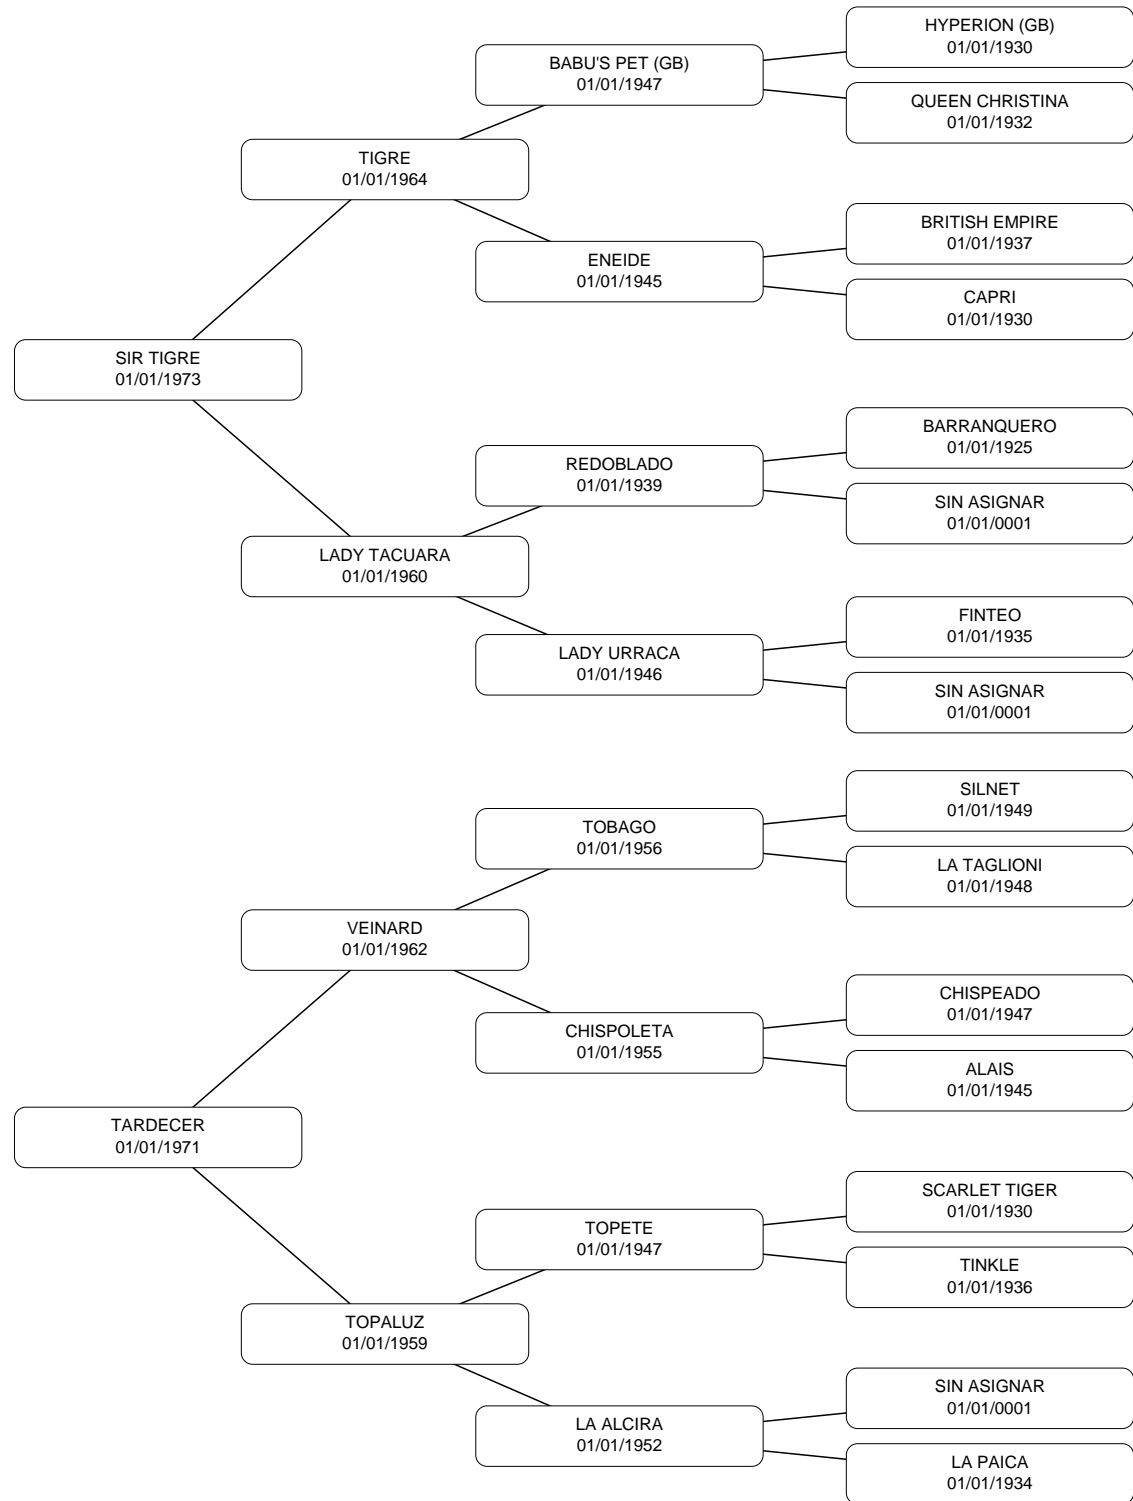 HYPERION (GB)
01/01/1930
BABU'S PET (GB)
01/01/1947
QUEEN CHRISTINA
01/01/1932
TIGRE
01/01/1964
BRITISH EMPIRE
01/01/1937
ENEIDE
01/01/1945
CAPRI
01/01/1930
SIR TIGRE
01/01/1973
BARRANQUERO
01/01/1925
REDOBLADO
01/01/1939
SIN ASIGNAR
01/01/0001
LADY TACUARA
01/01/1960
FINTEO
01/01/1935
LADY URRACA
01/01/1946
SIN ASIGNAR
01/01/0001
SILNET
01/01/1949
TOBAGO
01/01/1956
LA TAGLIONI
01/01/1948
VEINARD
01/01/1962
CHISPEADO
01/01/1947
CHISPOLETA
01/01/1955
ALAIS
01/01/1945
TARDECER
01/01/1971
SCARLET TIGER
01/01/1930
TOPETE
01/01/1947
TINKLE
01/01/1936
TOPALUZ
01/01/1959
SIN ASIGNAR
01/01/0001
LA ALCIRA
01/01/1952
LA PAICA
01/01/1934